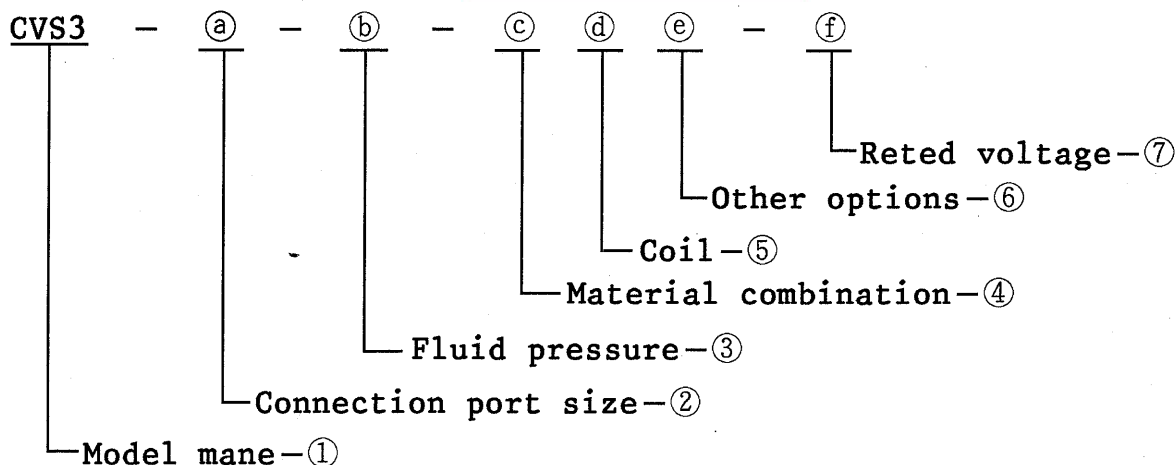 CVS3 - ⓐ - ⓑ - ⓒ ⓓ ⓔ - ⓕ
Reted voltage-⑦
Other options-⑥
Coil-⑤
Material combination-④
Fluid pressure-③
Connection port size-②
Model mane-①